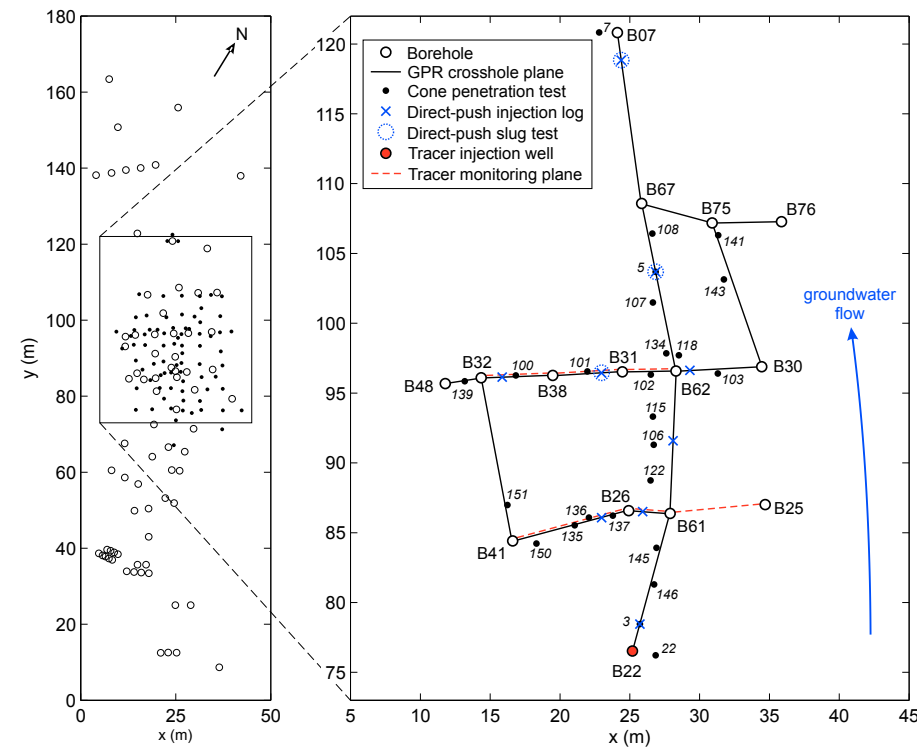 180
160
140
120
100
80
60
40
20
0
y (m)
0
50
x (m)
N
120
115
110
105
100
95
90
85
80
75
5
10
15
20
25
30
35
40
45
x (m)
Borehole
GPR crosshole plane
Cone penetration test
Direct-push injection log
Direct-push slug test
Tracer injection well
Tracer monitoring plane
7
B07
B67
B75
B76
108
141
5
143
107
groundwater
flow
134
118
B32
100
101
B31
B30
B48
139
B38
102
B62
103
115
106
122
151
B26
136
137
B61
B25
B41
135
150
145
146
3
22
B22